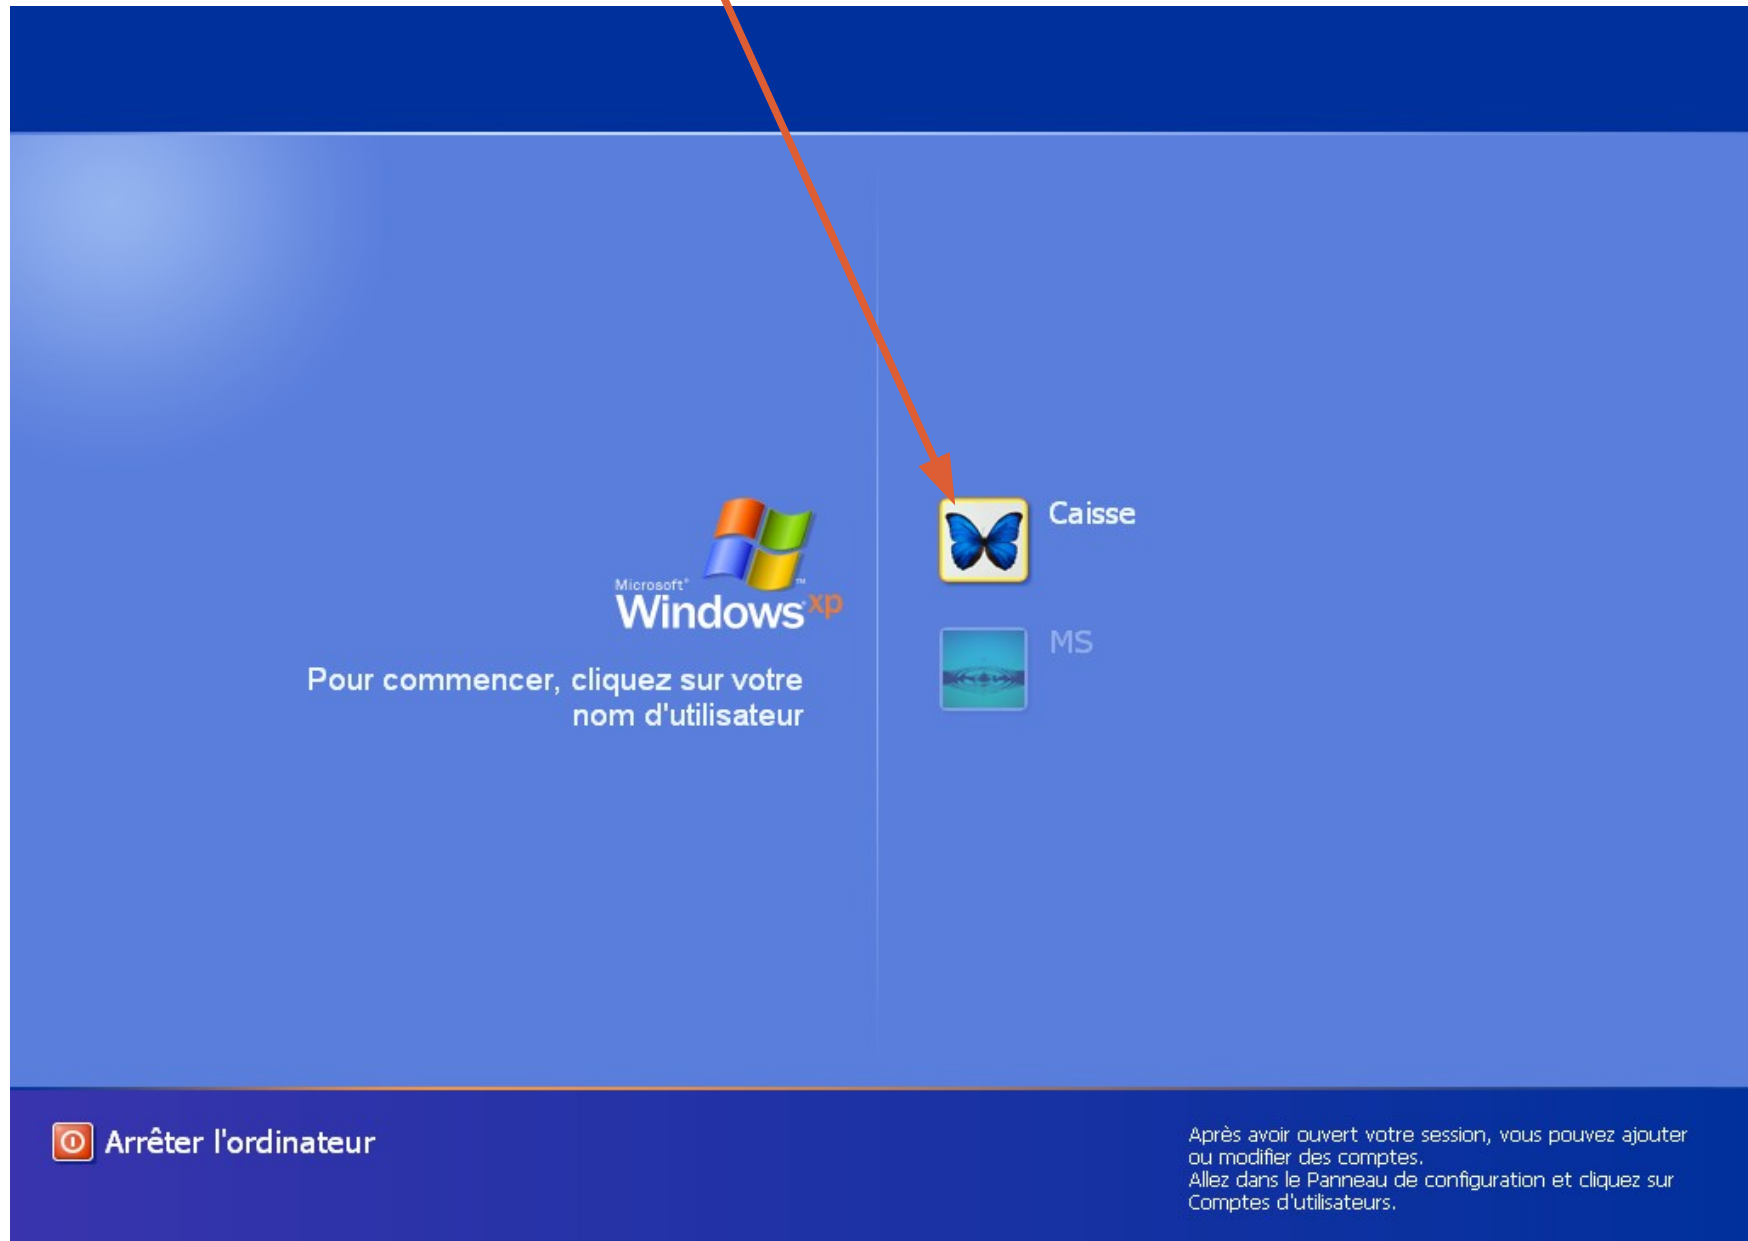 Microsoft®
Windows xp
™
Pour commencer, cliquez sur votre
nom d'utilisateur
Caisse
MS
Arrêter l'ordinateur
Après avoir ouvert votre session, vous pouvez ajouter
ou modifier des comptes.
Allez dans le Panneau de configuration et cliquez sur
Comptes d'utilisateurs.